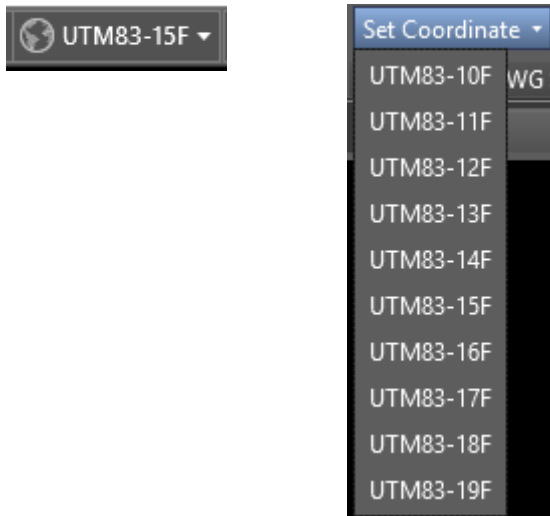 UTM83-15F
Set Coordinate
UTM83-10F
WG
UTM83-11F
UTM83-12F
UTM83-13F
UTM83-14F
UTM83-15F
UTM83-16F
UTM83-17F
UTM83-18F
UTM83-19F